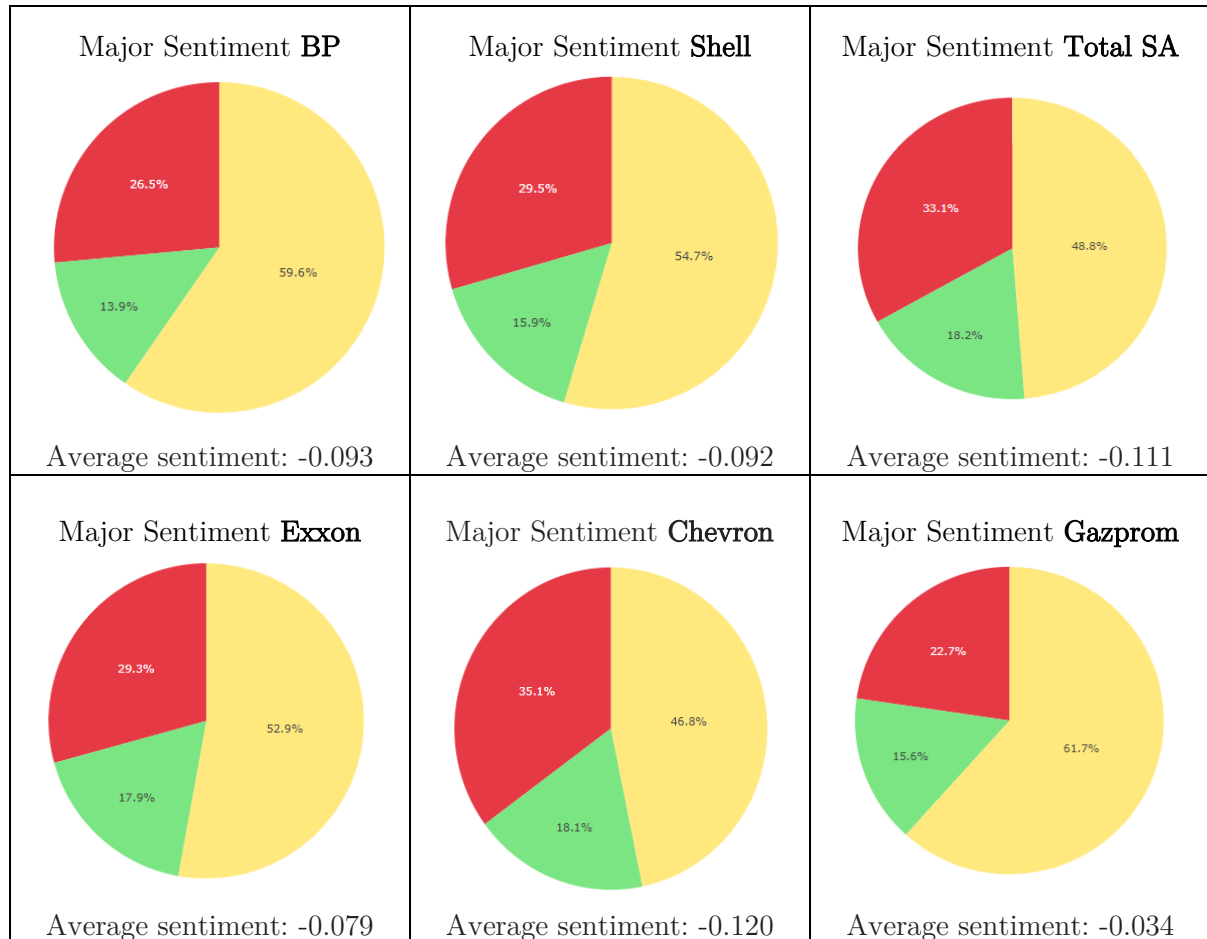 Major Sentiment BP
26.5%
59.6%
13.9%
Average sentiment: -0.093
Major Sentiment Shell
29.5%
54.7%
15.9%
Average sentiment: -0.092
Major Sentiment Total SA
33.1%
48.8%
18.2%
Average sentiment: -0.111
Major Sentiment Exxon
29.3%
52.9%
17.9%
Average sentiment: -0.079
Major Sentiment Chevron
35.1%
46.8%
18.1%
Average sentiment: -0.120
Major Sentiment Gazprom
22.7%
61.7%
15.6%
Average sentiment: -0.034